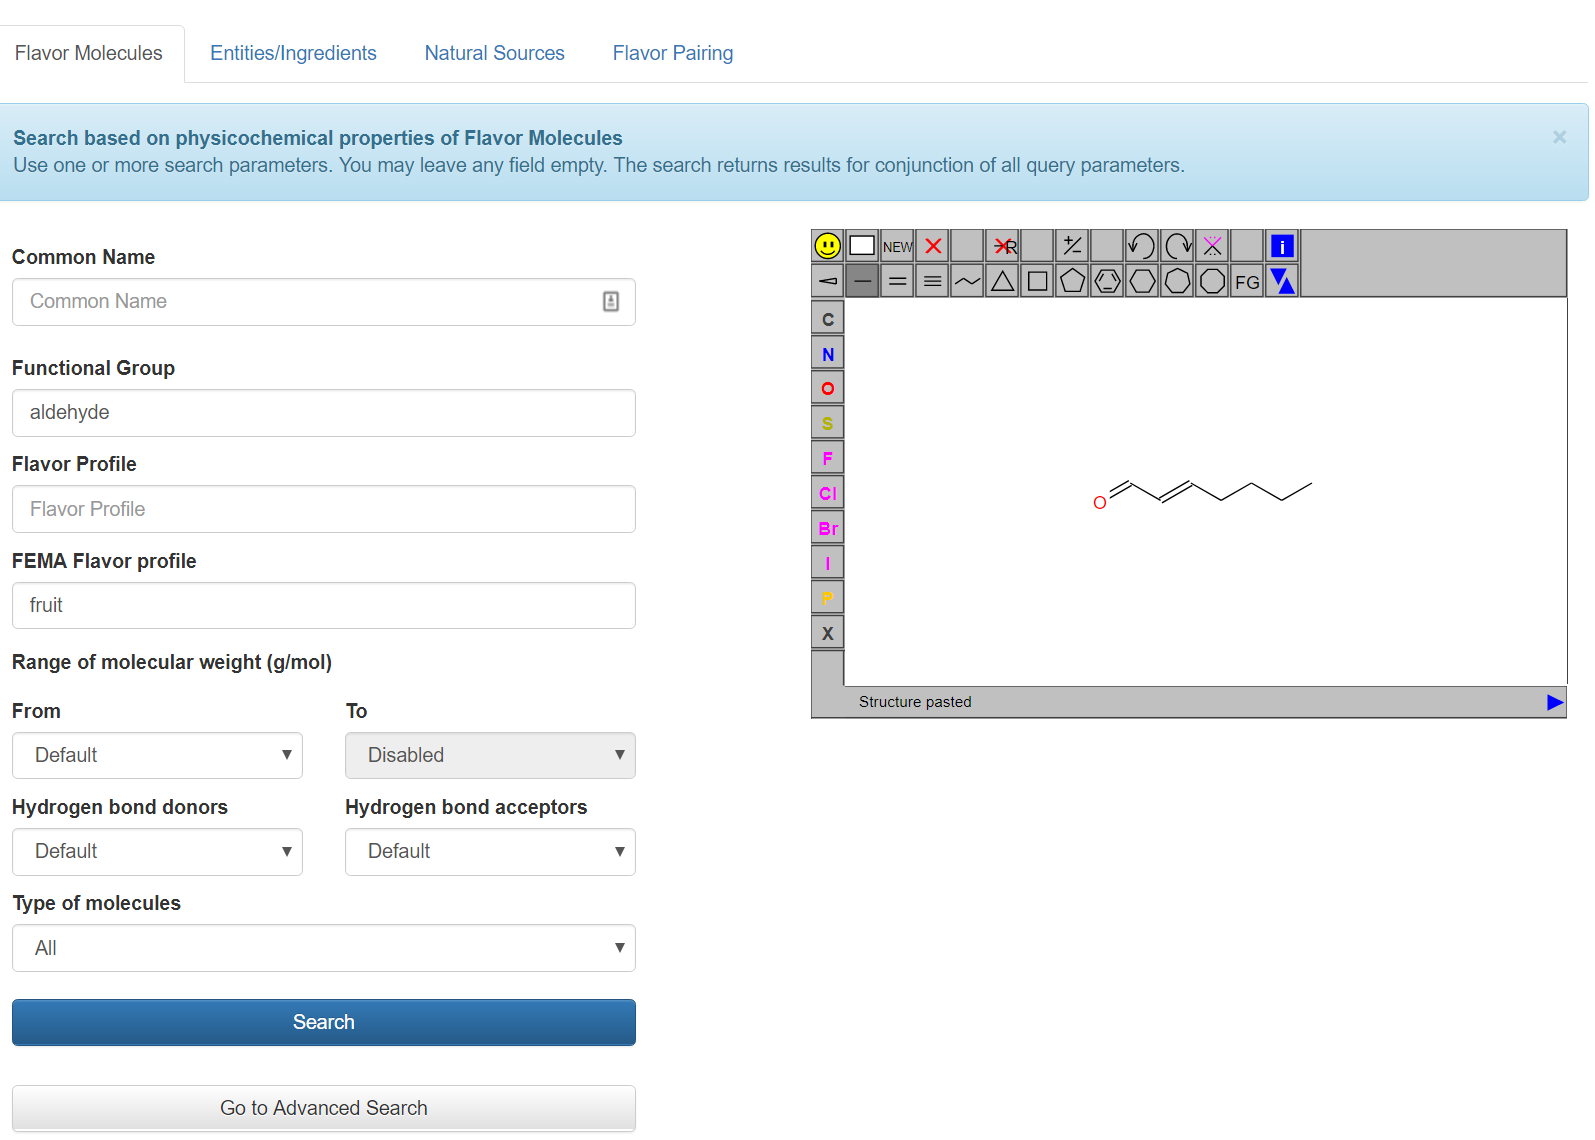 Flavor Molecules
Entities/Ingredients
Natural Sources
Flavor Pairing
Search based on physicochemical properties of Flavor Molecules
×
Use one or more search parameters. You may leave any field empty. The search returns results for conjunction of all query parameters.
Common Name
Common Name
Functional Group
aldehyde
Flavor Profile
Flavor Profile
FEMA Flavor profile
fruit
Range of molecular weight (g/mol)
From
To
Default
Disabled
Hydrogen bond donors
Hydrogen bond acceptors
Default
Default
Type of molecules
All
Search
Go to Advanced Search
NEW
R
+/-
i
FG
C
N
O
S
F
Cl
Br
I
P
X
O
Structure pasted